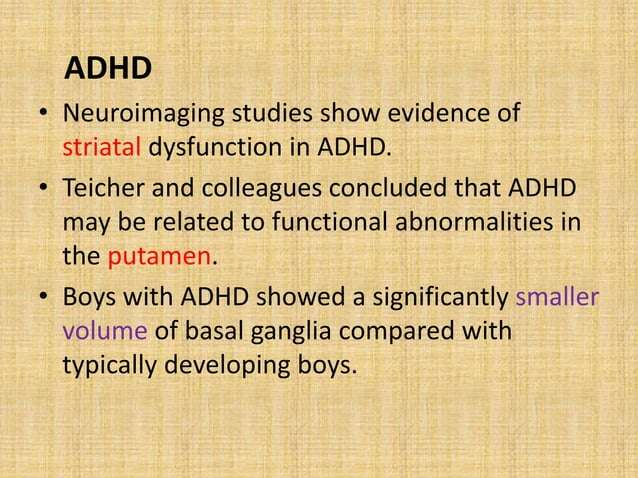 ADHD
• Neuroimaging studies show evidence of
striatal dysfunction in ADHD.
• Teicher and colleagues concluded that ADHD
may be related to functional abnormalities in
the putamen.
• Boys with ADHD showed a significantly smaller
volume of basal ganglia compared with
typically developing boys.